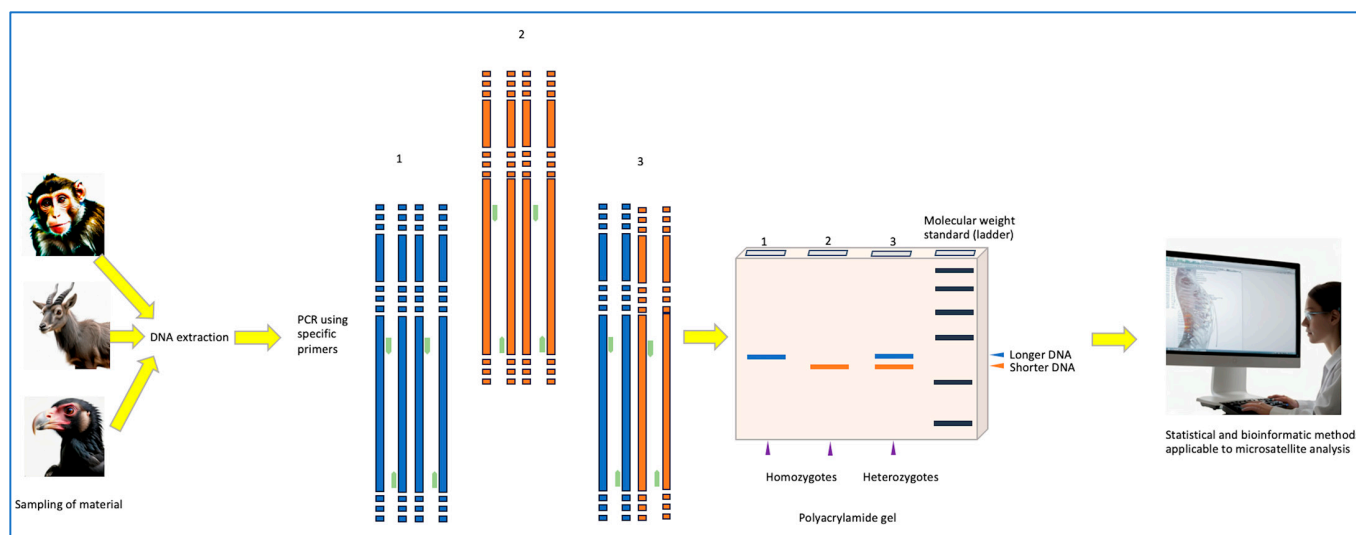 2
1
3
Molecular weight
standard (ladder)
1
2
3
DNA extraction
PCR using
specific
primers
Longer DNA
Shorter DNA
Statistical and bioinformatic method
applicable to microsatellite analysis
Homozygotes
Heterozygotes
Sampling of material
Polyacrylamide gel